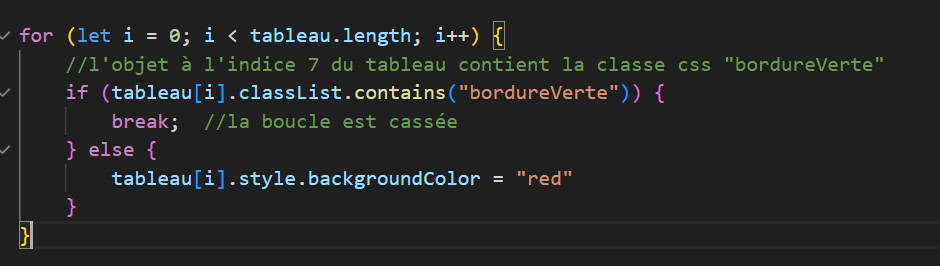 for (let i = 0; i < tableau.length; i++) {
//l'objet à l'indice 7 du tableau contient la classe css "bordureVerte"
if (tableau[i].classList.contains("bordureVerte")) {
break;  //la boucle est cassée
} else {
tableau[i].style.backgroundColor = "red"
}
}